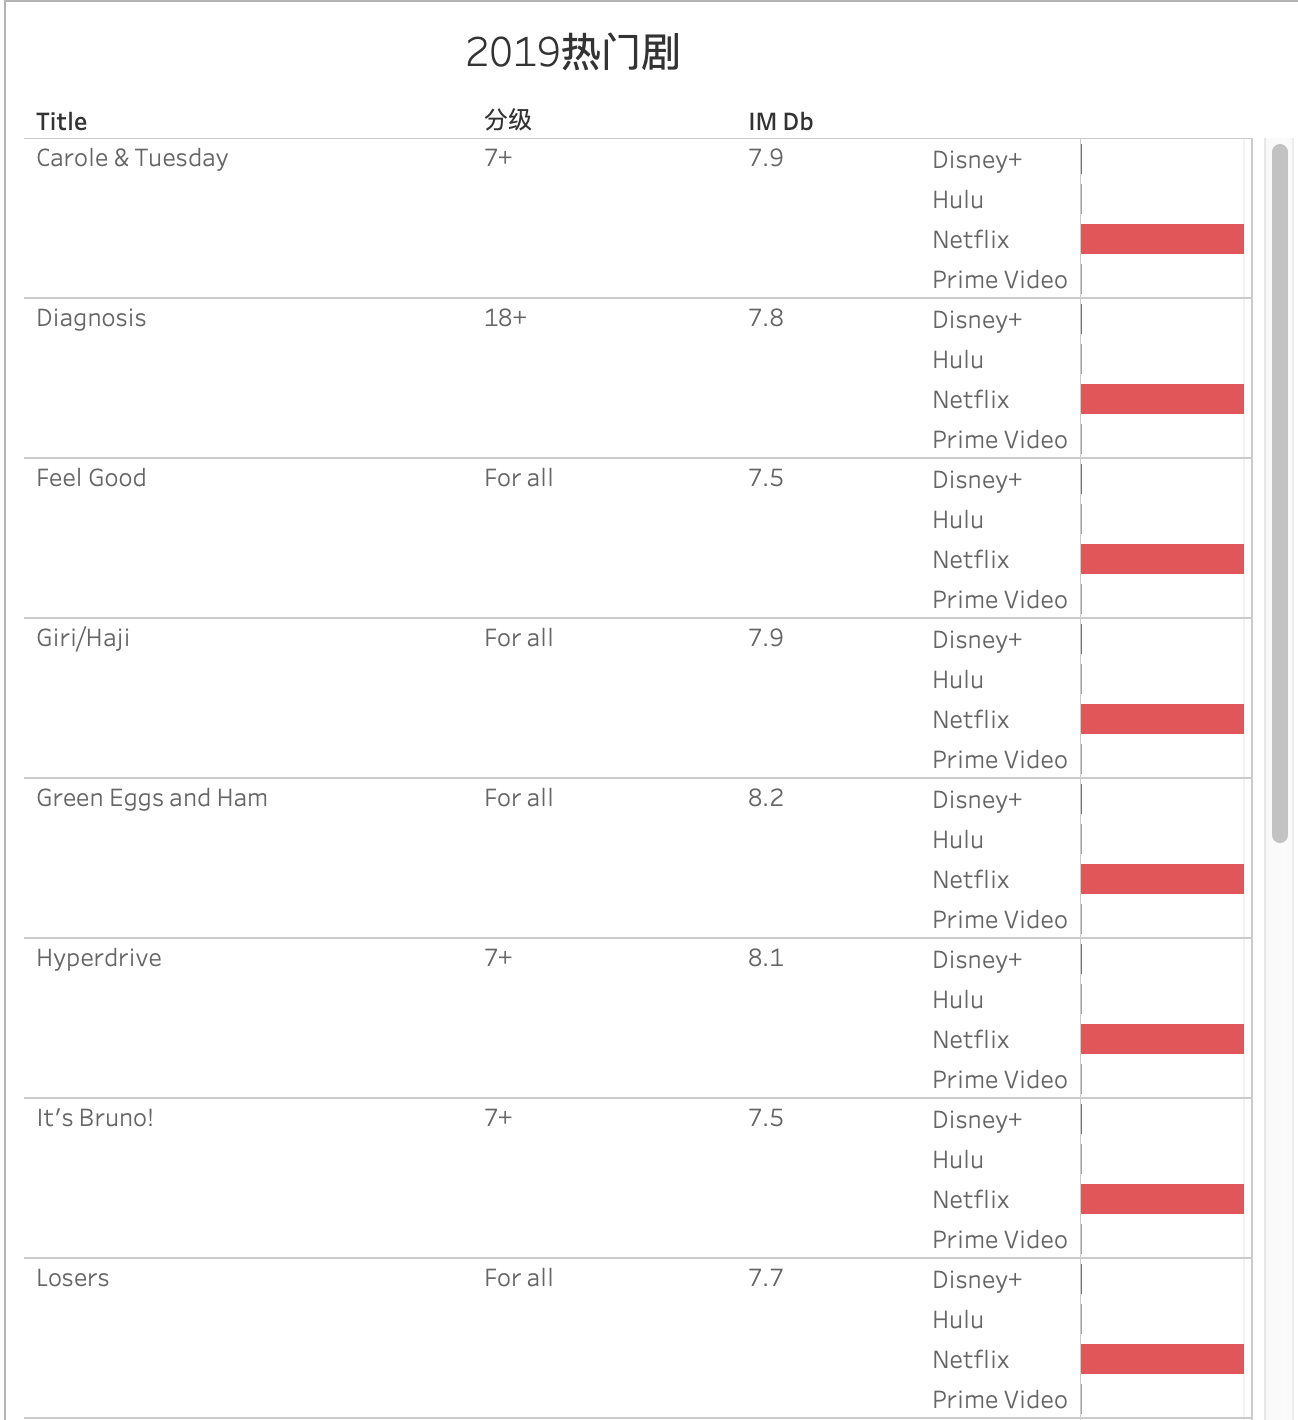 2019热门剧
Title 分级 IM Db
Carole & Tuesday 7+ 7.9 Disney+
Hulu
Netflix
Prime Video
Diagnosis 18+ 7.8 Disney+
Hulu
Netflix
Prime Video
Feel Good For all 7.5 Disney+
Hulu
Netflix
Prime Video
Giri/Haji For all 7.9 Disney+
Hulu
Netflix
Prime Video
Green Eggs and Ham For all 8.2 Disney+
Hulu
Netflix
Prime Video
Hyperdrive 7+ 8.1 Disney+
Hulu
Netflix
Prime Video
It’s Bruno! 7+ 7.5 Disney+
Hulu
Netflix
Prime Video
Losers For all 7.7 Disney+
Hulu
Netflix
Prime Video